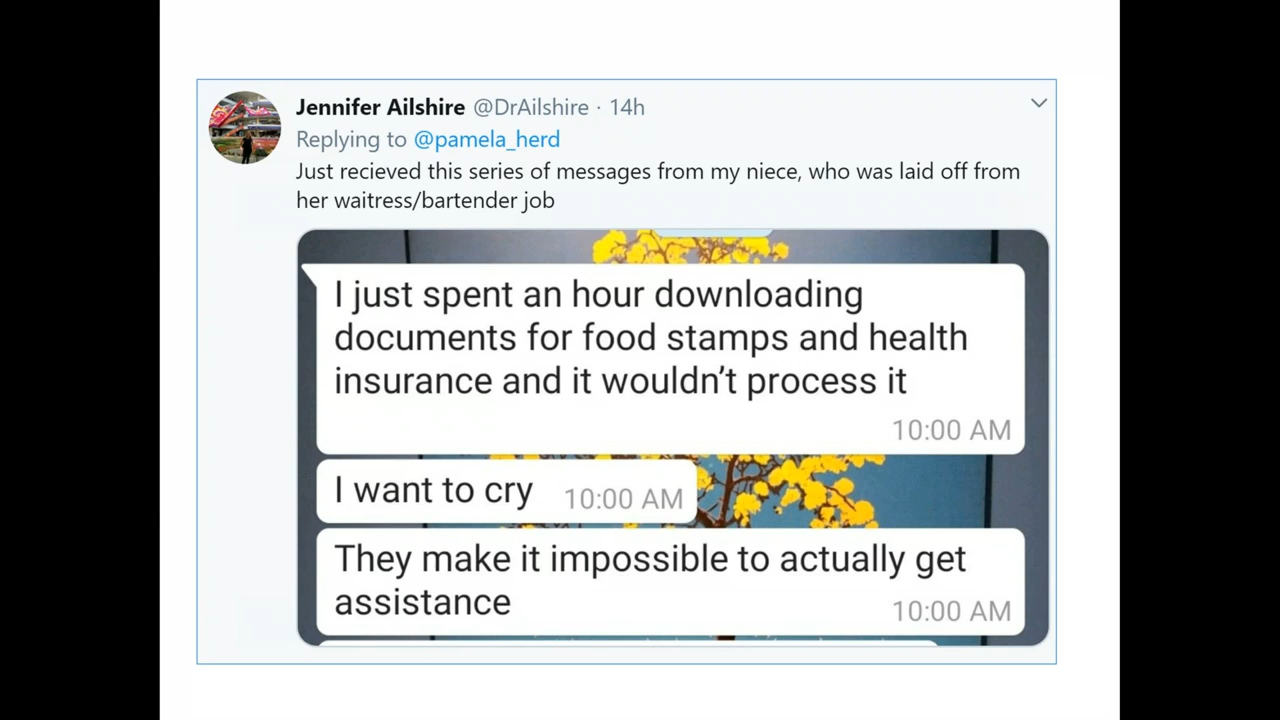 Jennifer Ailshire @DrAilshire · 14h
Replying to @pamela_herd
Just recieved this series of messages from my niece, who was laid off from
her waitress/bartender job
I just spent an hour downloading
documents for food stamps and health
insurance and it wouldn’t process it
10:00 AM
I want to cry 10:00 AM
They make it impossible to actually get
assistance 10:00 AM